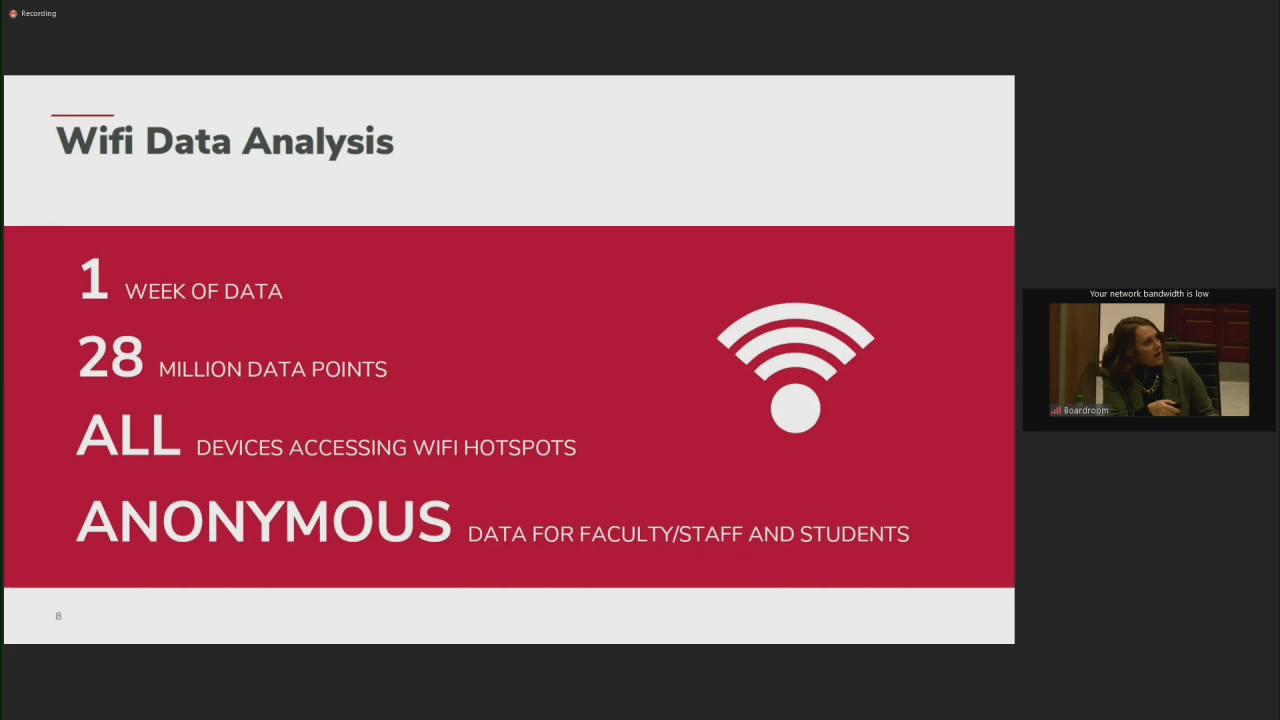 Recording
Wifi Data Analysis
1 WEEK OF DATA
28 MILLION DATA POINTS
ALL DEVICES ACCESSING WIFI HOTSPOTS
ANONYMOUS DATA FOR FACULTY/STAFF AND STUDENTS
8
Your network bandwidth is low
Boardroom